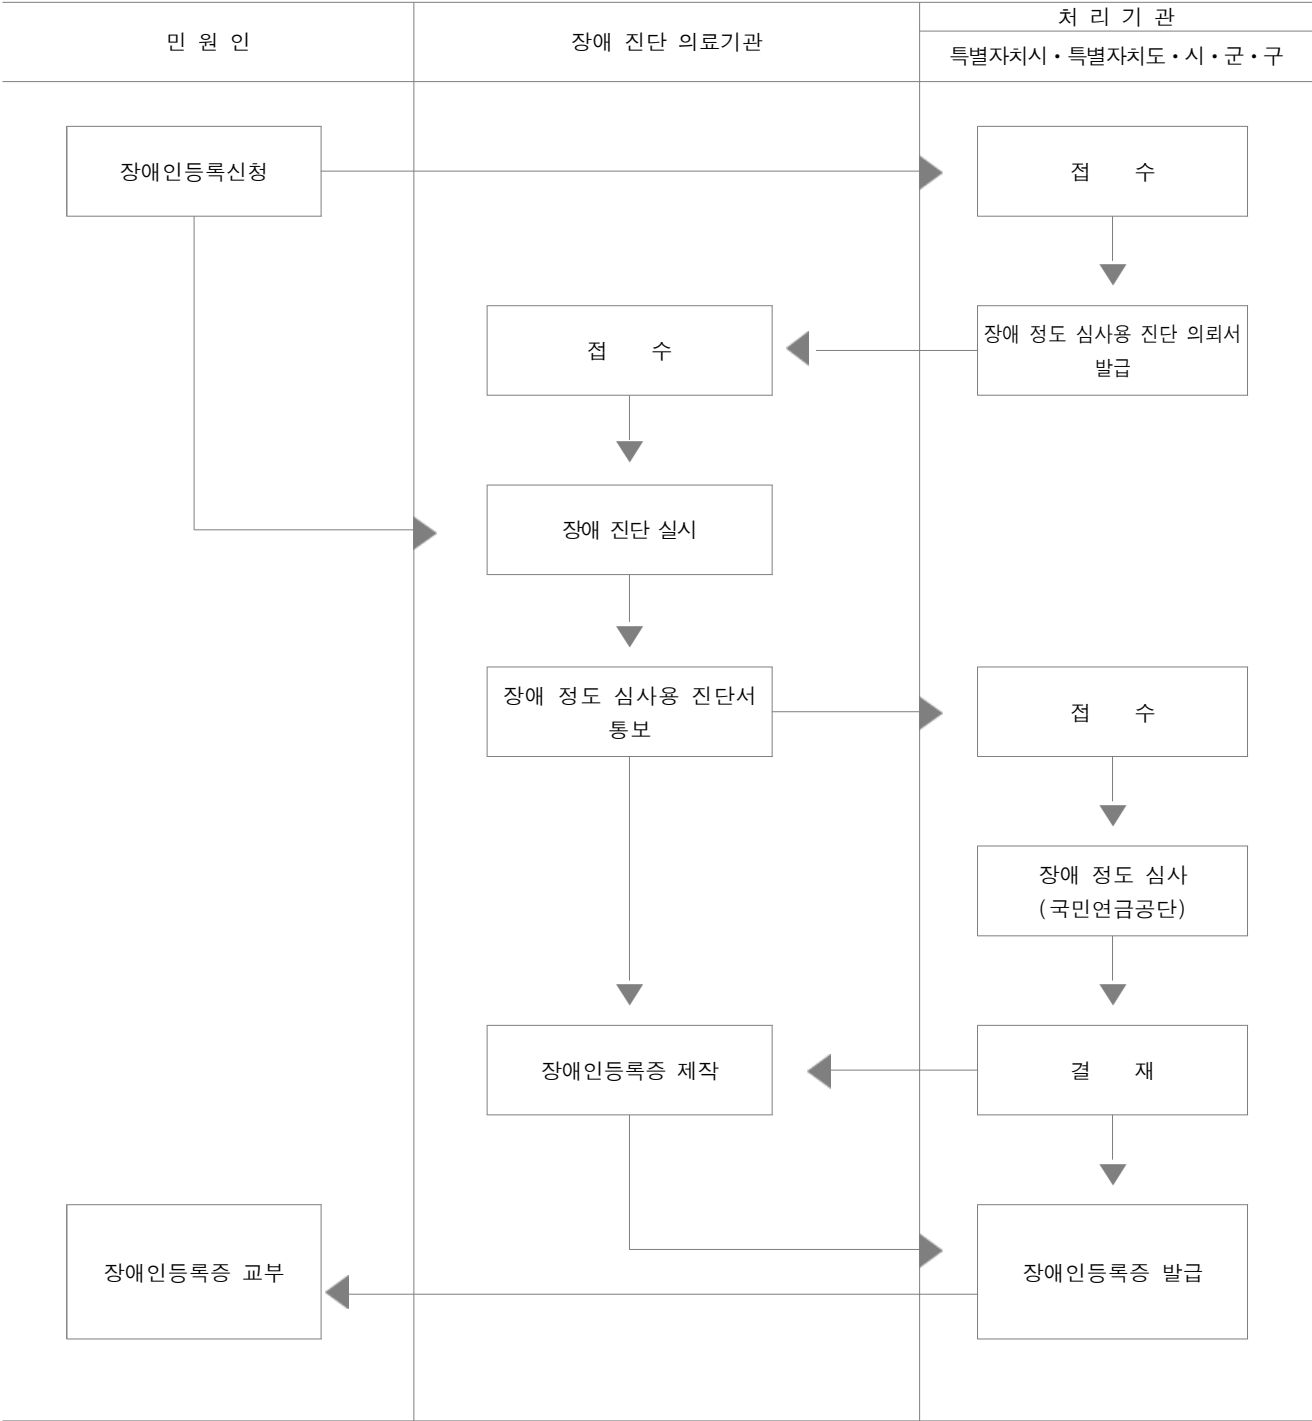 민 원 인
장애 진단 의료기관
처 리 기 관
특별자치시・특별자치도・시・군・구
장애인등록신청
접 수
접 수
장애 정도 심사용 진단 의뢰서
발급
장애 진단 실시
장애 정도 심사용 진단서
통보
접 수
장애 정도 심사
(국민연금공단)
장애인등록증 제작
결 재
장애인등록증 교부
장애인등록증 발급